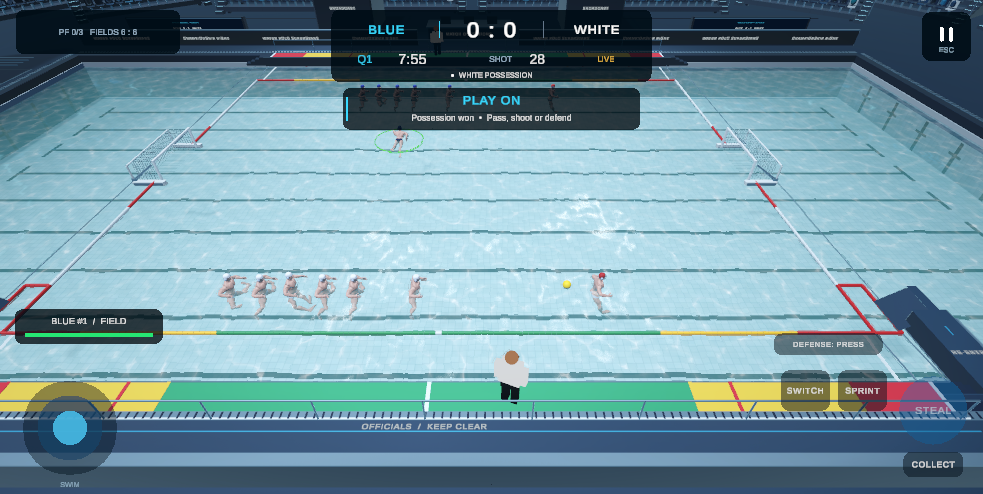 BLUE
0 : 0
WHITE
PF 0/3 FIELDS 6 : 6
Q1
7:55
SHOT
28
LIVE
ESC
• WHITE POSSESSION
PLAY ON
Possession won • Pass, shoot or defend
BLUE #1 / FIELD
DEFENSE: PRESS
SWITCH
SPRINT
STEAL
OFFICIALS / KEEP CLEAR
COLLECT
SWIM